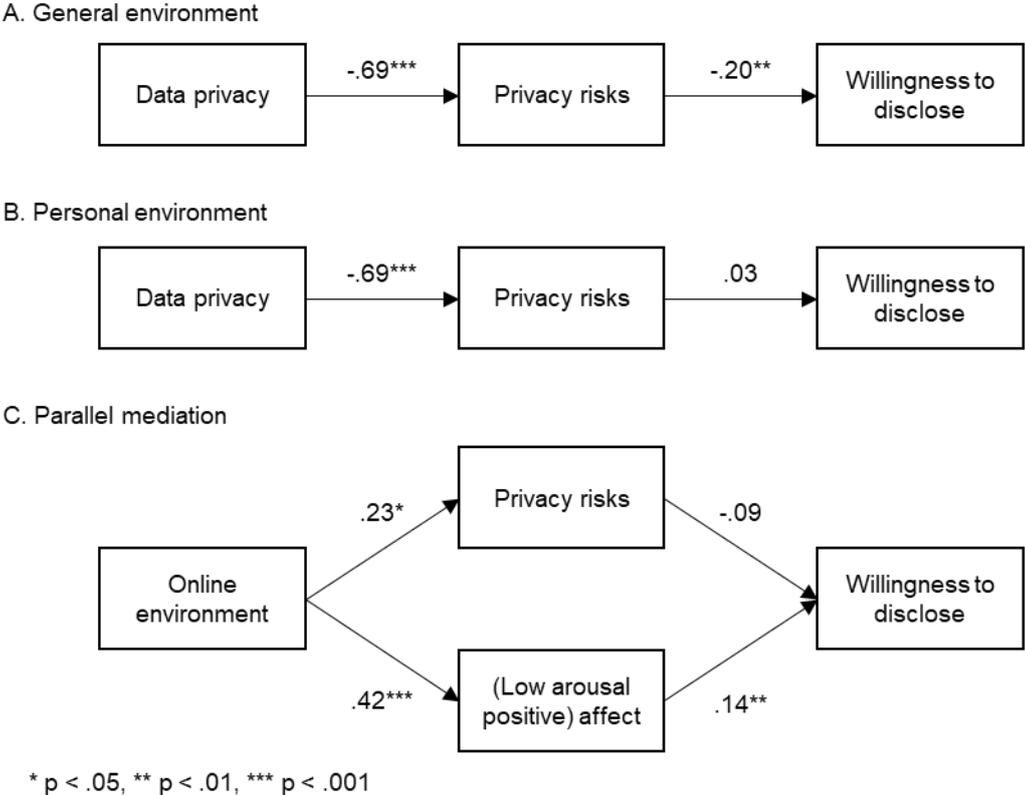 A. General environment
Data privacy
-.69***
Privacy risks
-.20**
Willingness to
disclose
B. Personal environment
Data privacy
-.69***
Privacy risks
.03
Willingness to
disclose
C. Parallel mediation
Privacy risks
.23*
-.09
Online
environment
Willingness to
disclose
(Low arousal
positive) affect
.42***
.14**
* p < .05, ** p < .01, *** p < .001